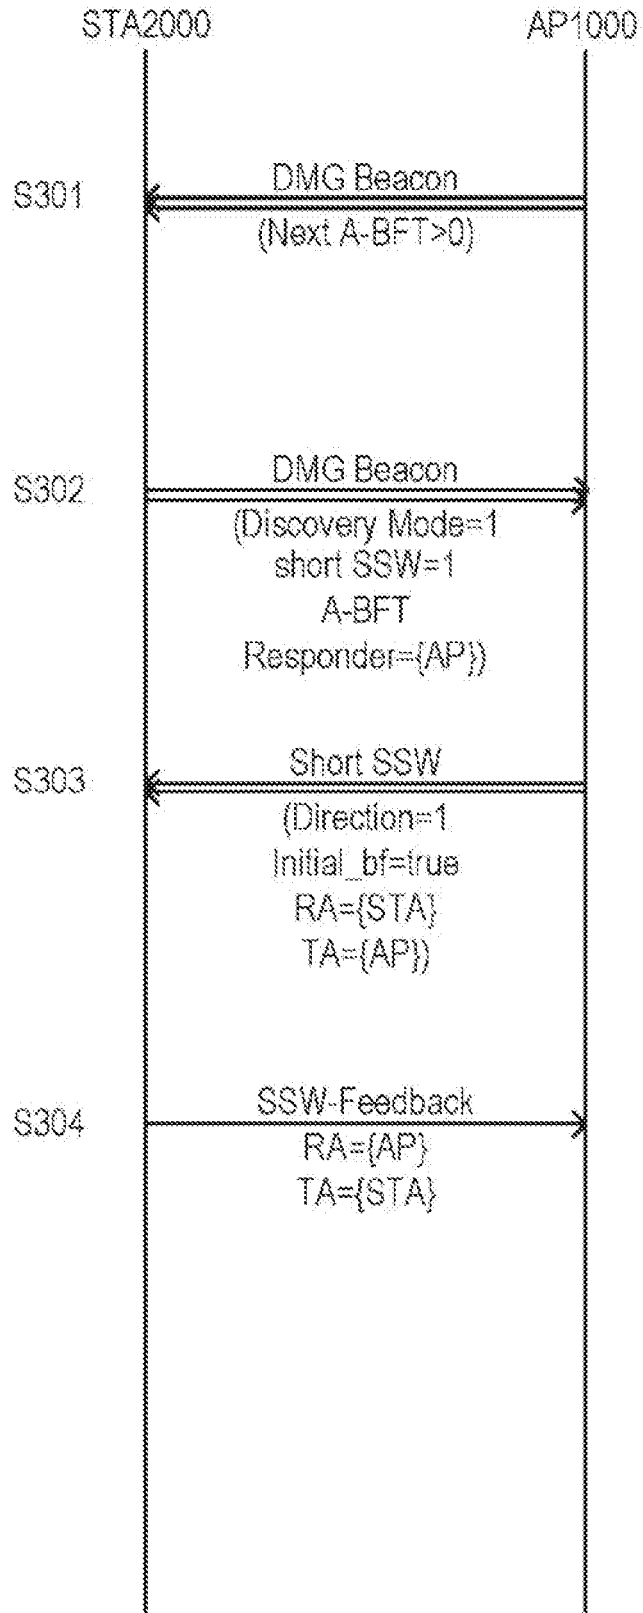 STA2000 AP1000
S301
DMG Beacon
(Next A-BFT>0)
S302
DMG Beacon
(Discovery Mode=1
short SSW=1
A-BFT
Responder={AP})
S303
Short SSW
(Direction=1
Initial_bf=true
RA={STA}
TA={AP})
S304
SSW-Feedback
RA={AP}
TA={STA}